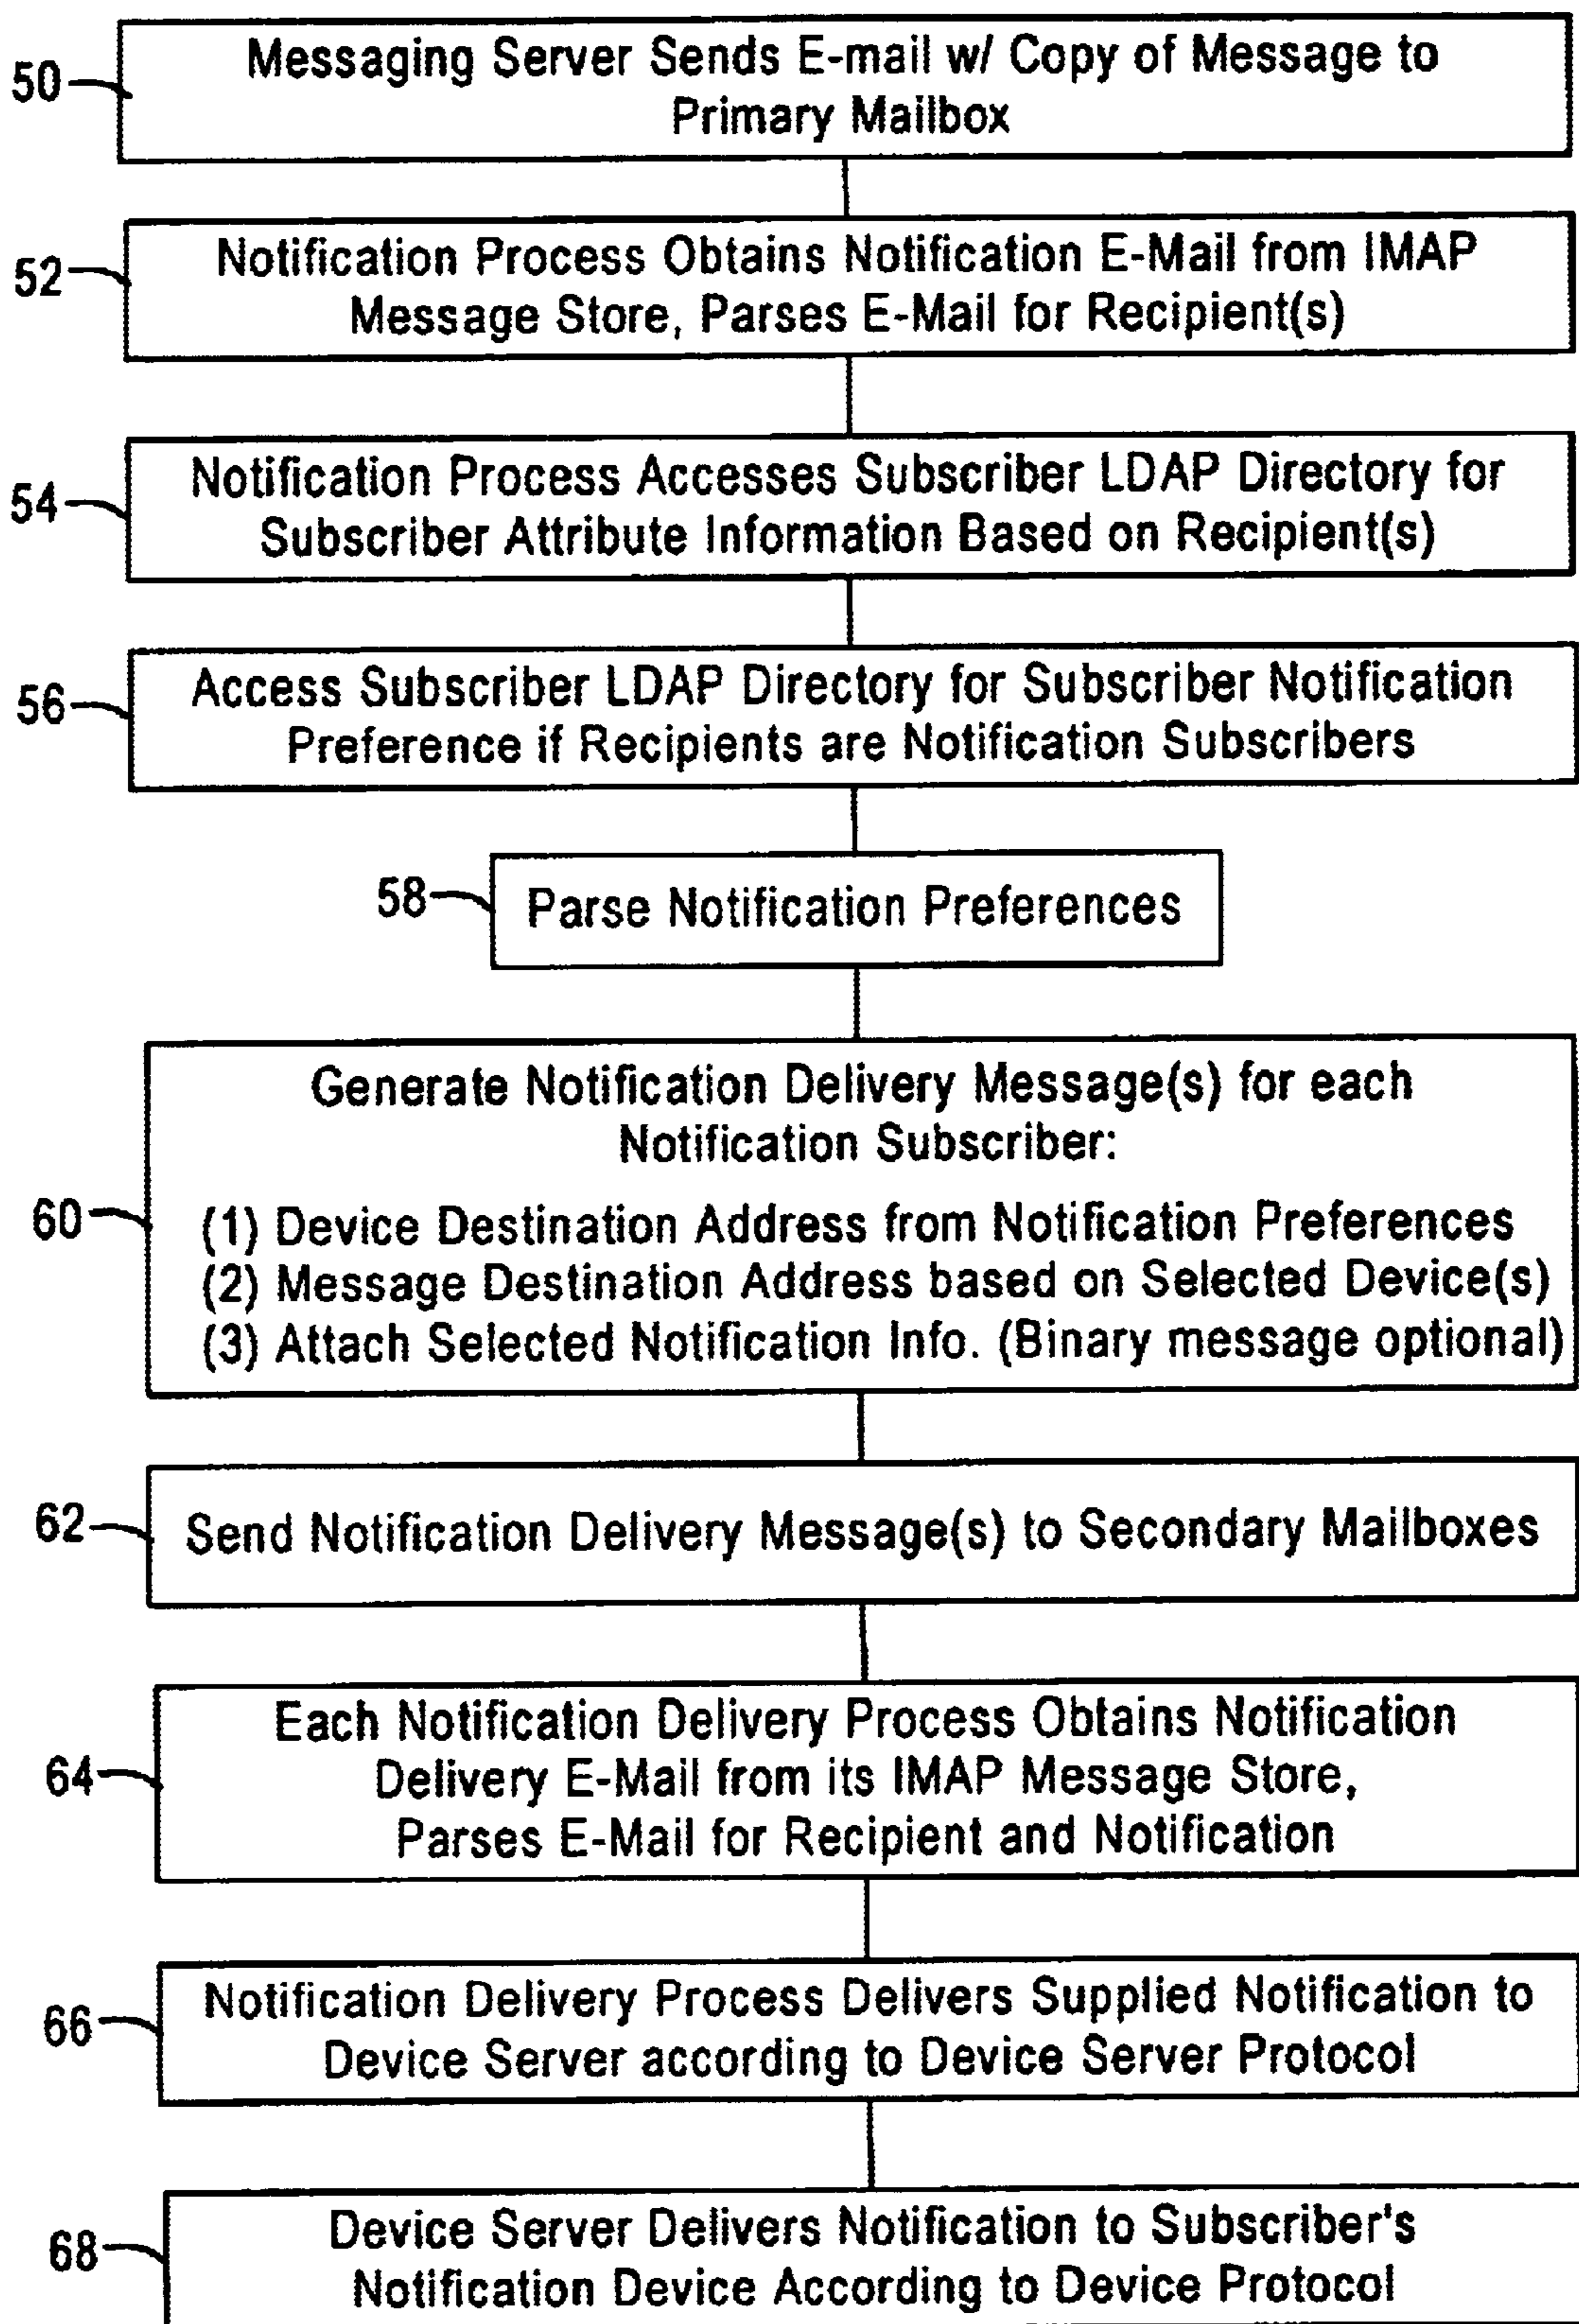 50
Messaging Server Sends E-mail w/ Copy of Message to
Primary Mailbox
52
Notification Process Obtains Notification E-Mail from IMAP
Message Store, Parses E-Mail for Recipient(s)
54
Notification Process Accesses Subscriber LDAP Directory for
Subscriber Attribute Information Based on Recipient(s)
56
Access Subscriber LDAP Directory for Subscriber Notification
Preference if Recipients are Notification Subscribers
58
Parse Notification Preferences
60
Generate Notification Delivery Message(s) for each
Notification Subscriber:
(1) Device Destination Address from Notification Preferences
(2) Message Destination Address based on Selected Device(s)
(3) Attach Selected Notification Info. (Binary message optional)
62
Send Notification Delivery Message(s) to Secondary Mailboxes
64
Each Notification Delivery Process Obtains Notification
Delivery E-Mail from its IMAP Message Store,
Parses E-Mail for Recipient and Notification
66
Notification Delivery Process Delivers Supplied Notification to
Device Server according to Device Server Protocol
68
Device Server Delivers Notification to Subscriber's
Notification Device According to Device Protocol